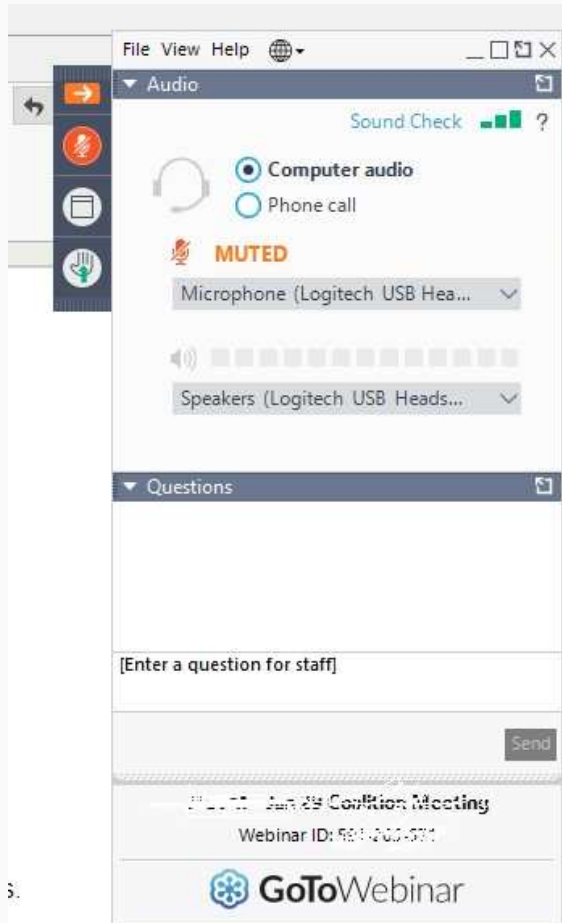 File View Help
Audio
Sound Check ?
Computer audio
Phone call
MUTED
Microphone (Logitech USB Hea...
Speakers (Logitech USB Heads...
Questions
[Enter a question for staff]
Send
29 Coalition Meeting
Webinar ID:
s.
GoToWebinar